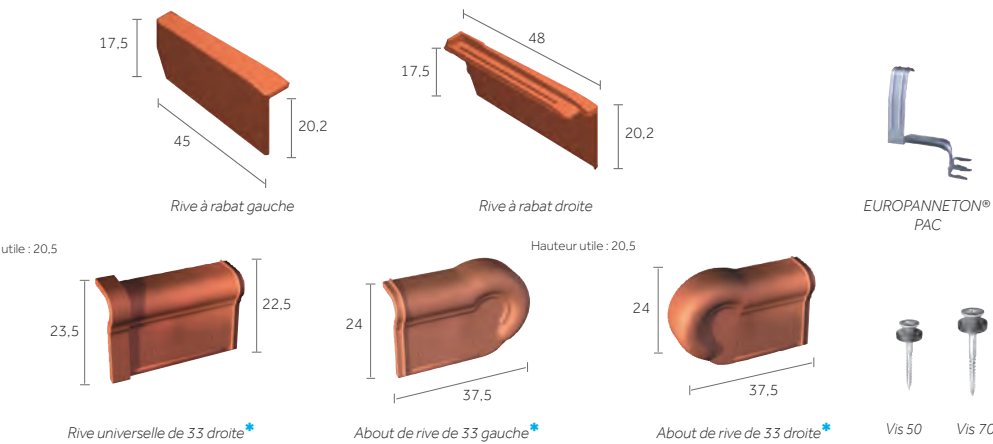 17,5
45
20,2
Rive à rabat gauche
48
17,5
20,2
Rive à rabat droite
EUROPANNETON®
PAC
utile : 20,5
23,5
22,5
Rive universelle de 33 droite*
24
37,5
About de rive de 33 gauche*
Hauteur utile : 20,5
24
37,5
About de rive de 33 droite*
Vis 50
Vis 70